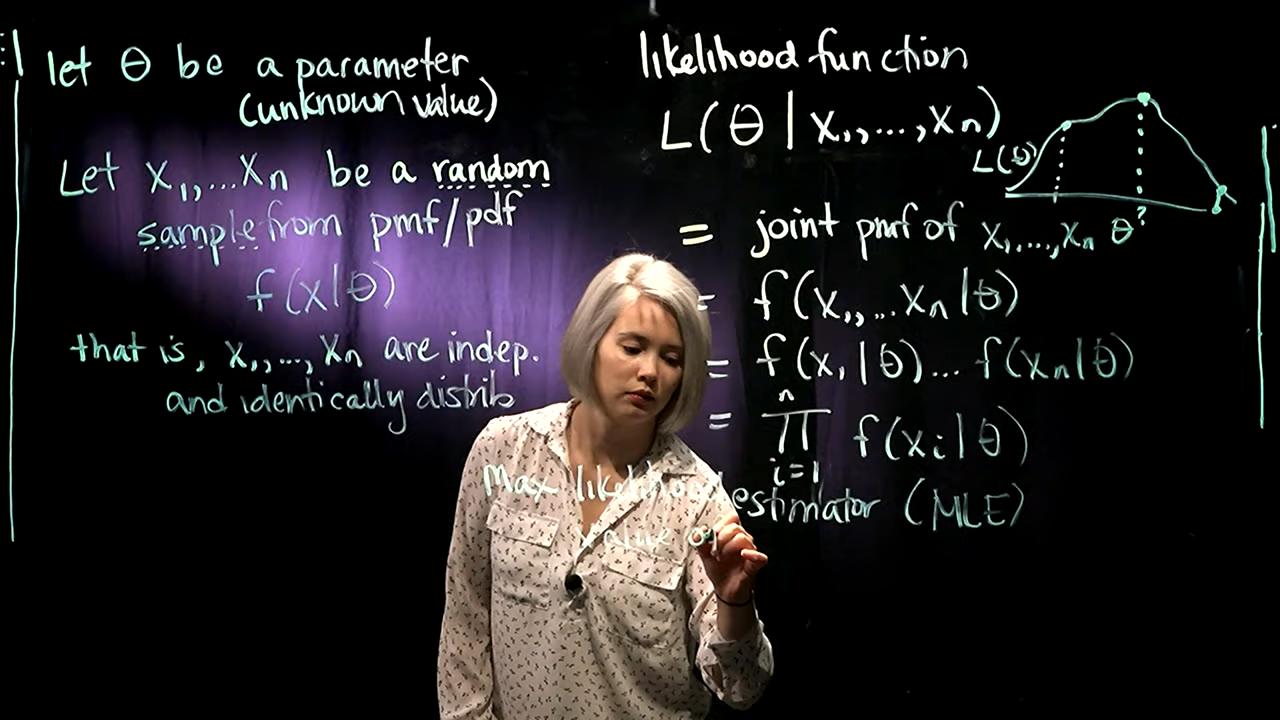 let θ be a parameter
(unknown value)
Let X₁,...Xn be a random
sample from pmf/pdf
f(x|θ)
that is, X₁,...,Xn are indep.
and identically distrib
likelihood function
L(θ | x₁,...,xn)
L(θ)
= joint pmf of X₁,...,Xn θ?
= f(x₁,...xn|θ)
= f(x₁|θ)... f(xn|θ)
= n ∏ i=1 f(xi|θ)
Max likelihood estimator (MLE)
value of